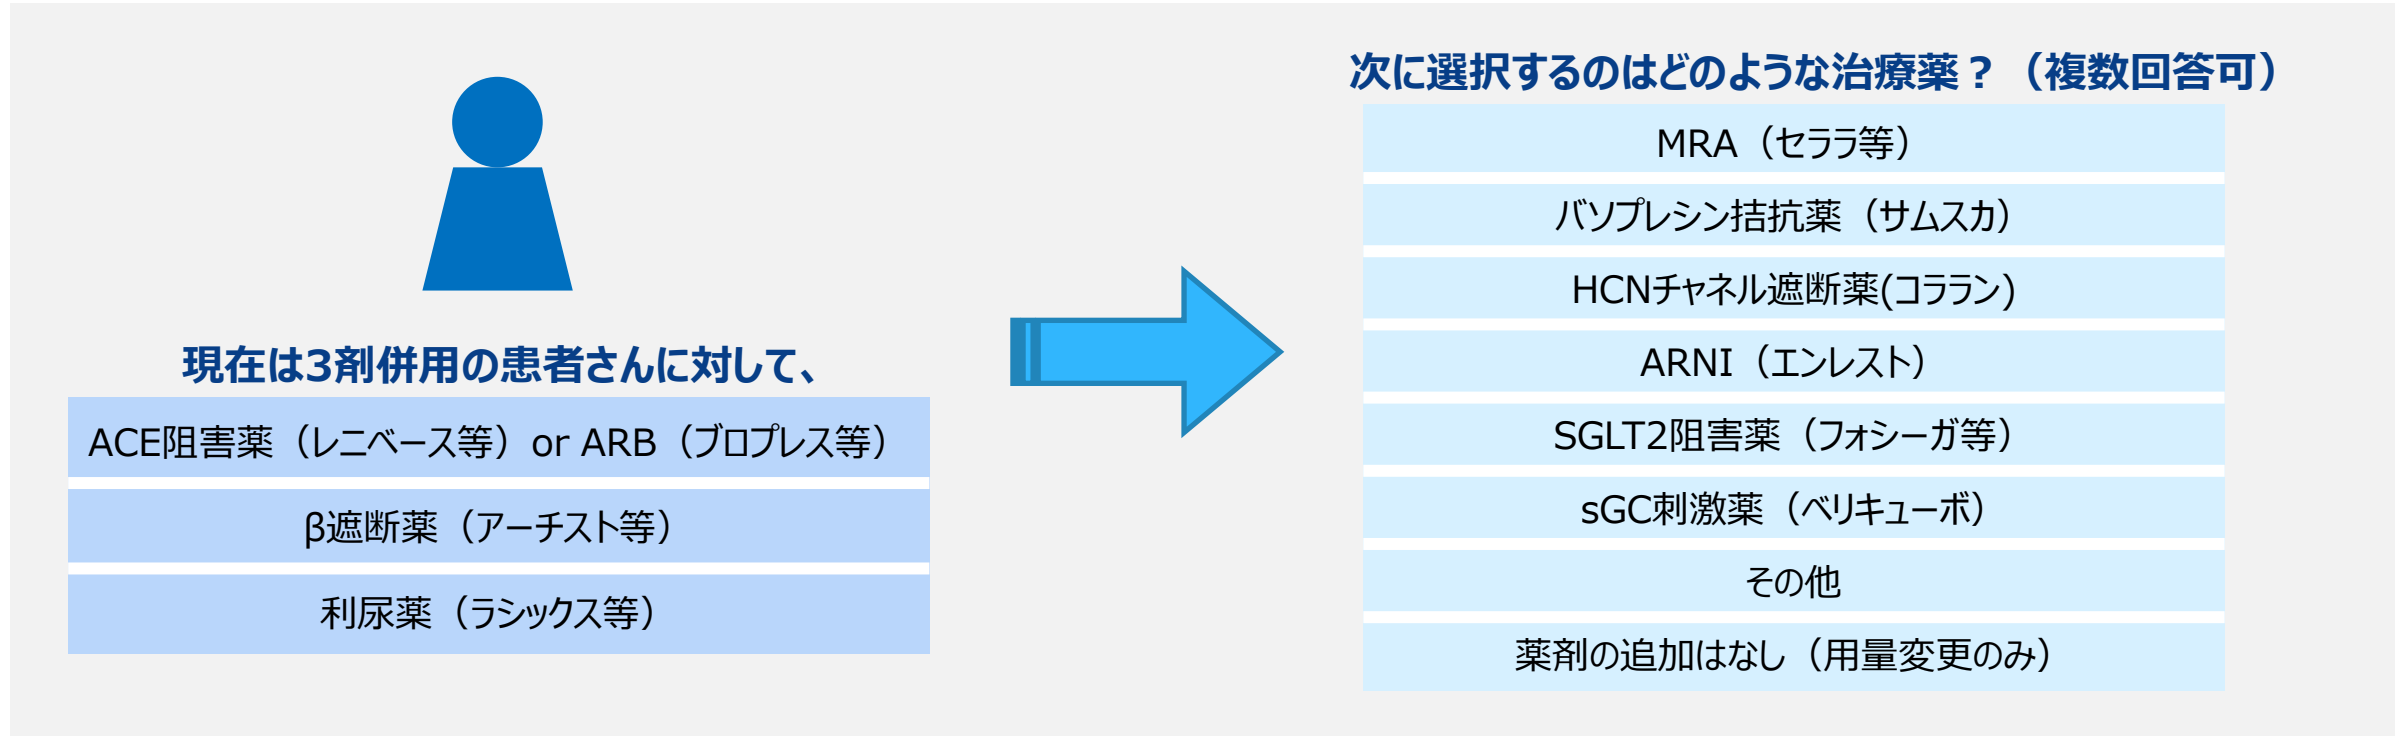 現在は3剤併用の患者さんに対して、
ACE阻害薬（レニベース等）or ARB（ブロプレス等）
β遮断薬（アーチスト等）
利尿薬（ラシックス等）
次に選択するのはどのような治療薬？（複数回答可）
MRA（セララ等）
バソプレシン拮抗薬（サムスカ）
HCNチャネル遮断薬(コララン)
ARNI（エンレスト）
SGLT2阻害薬（フォシーガ等）
sGC刺激薬（ベリキューボ）
その他
薬剤の追加はなし（用量変更のみ）